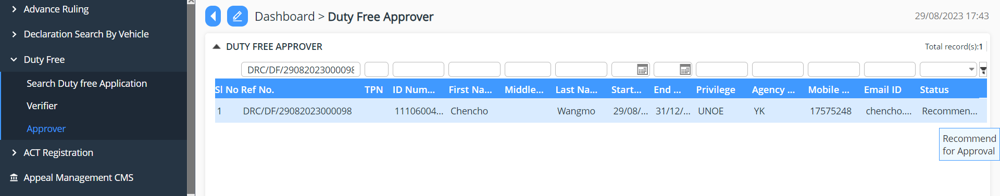 Advance Ruling
Declaration Search By Vehicle
Duty Free
Search Duty free Application
Verifier
Approver
ACT Registration
Appeal Management CMS
Dashboard > Duty Free Approver
29/08/2023 17:43
DUTY FREE APPROVER
Total record(s):1
DRC/DF/29082023000098
Sl No Ref No. TPN ID Num... First Na... Middle... Last Na... Start... End ... Privilege Agency ... Mobile ... Email ID Status
1 DRC/DF/29082023000098 11106004... Chencho Wangmo 29/08/... 31/12/... UNOE YK 17575248 chencho.... Recommen...
Recommend
for Approval